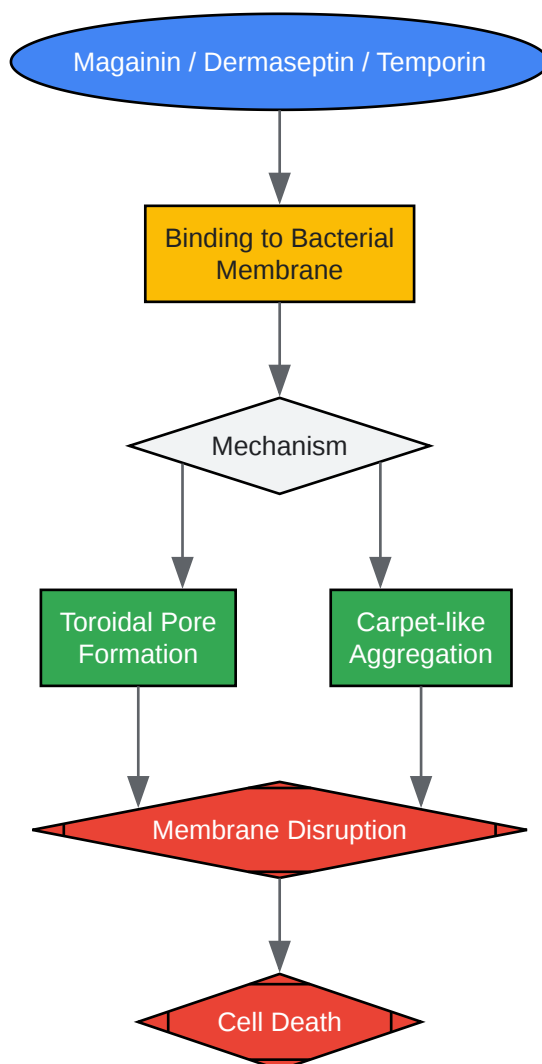 Magainin / Dermaseptin / Temporin
Binding to Bacterial
Membrane
Mechanism
Toroidal Pore
Formation
Carpet-like
Aggregation
Membrane Disruption
Cell Death